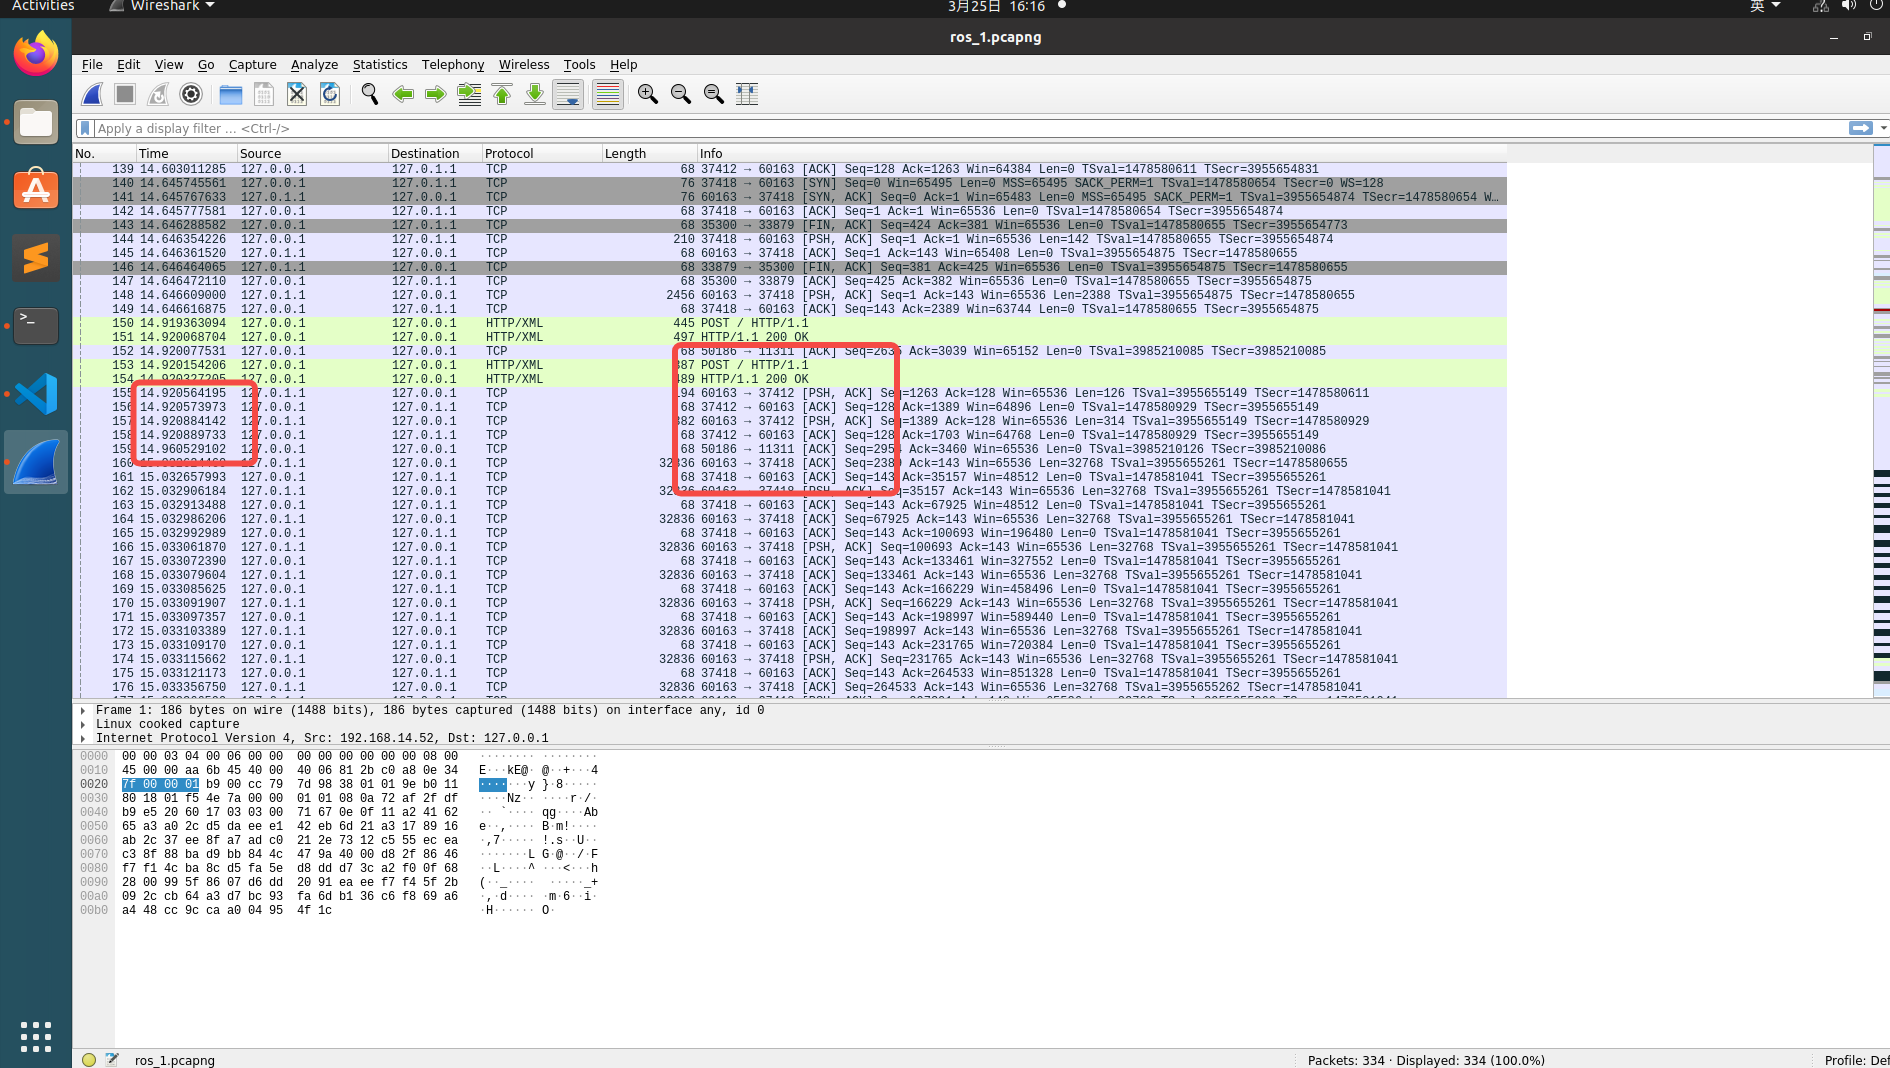 Activities
Wireshark
3月25日 16:16
英
ros_1.pcapng
File Edit View Go Capture Analyze Statistics Telephony Wireless Tools Help
Apply a display filter … <Ctrl-/>
No. Time Source Destination Protocol Length Info
139 14.603011285 127.0.0.1 127.0.1.1 TCP 68 37412 → 60163 [ACK] Seq=128 Ack=1263 Win=64384 Len=0 TSval=1478580611 TSecr=3955654831
140 14.645745561 127.0.0.1 127.0.1.1 TCP 76 37418 → 60163 [SYN] Seq=0 Win=65495 Len=0 MSS=65495 SACK_PERM=1 TSval=1478580654 TSecr=0 WS=128
141 14.645767633 127.0.1.1 127.0.0.1 TCP 76 60163 → 37418 [SYN, ACK] Seq=0 Ack=1 Win=65483 Len=0 MSS=65495 SACK_PERM=1 TSval=3955654874 TSecr=1478580654 W…
142 14.645777581 127.0.0.1 127.0.1.1 TCP 68 37418 → 60163 [ACK] Seq=1 Ack=1 Win=65536 Len=0 TSval=1478580654 TSecr=3955654874
143 14.646288582 127.0.0.1 127.0.1.1 TCP 68 35300 → 33879 [FIN, ACK] Seq=424 Ack=381 Win=65536 Len=0 TSval=1478580655 TSecr=3955654773
144 14.646354226 127.0.0.1 127.0.1.1 TCP 210 37418 → 60163 [PSH, ACK] Seq=1 Ack=1 Win=65536 Len=142 TSval=1478580655 TSecr=3955654874
145 14.646361520 127.0.1.1 127.0.0.1 TCP 68 60163 → 37418 [ACK] Seq=1 Ack=143 Win=65408 Len=0 TSval=3955654875 TSecr=1478580655
146 14.646464065 127.0.1.1 127.0.0.1 TCP 68 33879 → 35300 [FIN, ACK] Seq=381 Ack=425 Win=65536 Len=0 TSval=3955654875 TSecr=1478580655
147 14.646472110 127.0.0.1 127.0.1.1 TCP 68 35300 → 33879 [ACK] Seq=425 Ack=382 Win=65536 Len=0 TSval=1478580655 TSecr=3955654875
148 14.646609000 127.0.1.1 127.0.0.1 TCP 2456 60163 → 37418 [PSH, ACK] Seq=1 Ack=143 Win=65536 Len=2388 TSval=3955654875 TSecr=1478580655
149 14.646616875 127.0.0.1 127.0.1.1 TCP 68 37418 → 60163 [ACK] Seq=143 Ack=2389 Win=63744 Len=0 TSval=1478580655 TSecr=3955654875
150 14.919363094 127.0.0.1 127.0.0.1 HTTP/XML 445 POST / HTTP/1.1
151 14.920068704 127.0.0.1 127.0.0.1 HTTP/XML 497 HTTP/1.1 200 OK
152 14.920077531 127.0.0.1 127.0.0.1 TCP 68 50186 → 11311 [ACK] Seq=2635 Ack=3039 Win=65152 Len=0 TSval=3985210085 TSecr=3985210085
153 14.920154206 127.0.0.1 127.0.0.1 HTTP/XML 387 POST / HTTP/1.1
154 14.920327205 127.0.0.1 127.0.0.1 HTTP/XML 489 HTTP/1.1 200 OK
155 14.920564195 127.0.1.1 127.0.0.1 TCP 194 60163 → 37412 [PSH, ACK] Seq=1263 Ack=128 Win=65536 Len=126 TSval=3955655149 TSecr=1478580611
156 14.920573973 127.0.0.1 127.0.1.1 TCP 68 37412 → 60163 [ACK] Seq=128 Ack=1389 Win=64896 Len=0 TSval=1478580929 TSecr=3955655149
157 14.920884142 127.0.1.1 127.0.0.1 TCP 382 60163 → 37412 [PSH, ACK] Seq=1389 Ack=128 Win=65536 Len=314 TSval=3955655149 TSecr=1478580929
158 14.920889733 127.0.0.1 127.0.1.1 TCP 68 37412 → 60163 [ACK] Seq=128 Ack=1703 Win=64768 Len=0 TSval=1478580929 TSecr=3955655149
159 14.960529102 127.0.0.1 127.0.0.1 TCP 68 50186 → 11311 [ACK] Seq=2954 Ack=3460 Win=65536 Len=0 TSval=3985210126 TSecr=3985210086
160 127.0.1.1 127.0.0.1 TCP 32836 60163 → 37418 [ACK] Seq=2389 Ack=143 Win=65536 Len=32768 TSval=3955655261 TSecr=1478580655
161 15.032657993 127.0.0.1 127.0.1.1 TCP 68 37418 → 60163 [ACK] Seq=143 Ack=35157 Win=48512 Len=0 TSval=1478581041 TSecr=3955655261
162 15.032906184 127.0.1.1 127.0.0.1 TCP 32836 60163 → 37418 [PSH, ACK] Seq=35157 Ack=143 Win=65536 Len=32768 TSval=3955655261 TSecr=1478581041
163 15.032913488 127.0.0.1 127.0.1.1 TCP 68 37418 → 60163 [ACK] Seq=143 Ack=67925 Win=48512 Len=0 TSval=1478581041 TSecr=3955655261
164 15.032986206 127.0.1.1 127.0.0.1 TCP 32836 60163 → 37418 [ACK] Seq=67925 Ack=143 Win=65536 Len=32768 TSval=3955655261 TSecr=1478581041
165 15.032992989 127.0.0.1 127.0.1.1 TCP 68 37418 → 60163 [ACK] Seq=143 Ack=100693 Win=196480 Len=0 TSval=1478581041 TSecr=3955655261
166 15.033061870 127.0.1.1 127.0.0.1 TCP 32836 60163 → 37418 [PSH, ACK] Seq=100693 Ack=143 Win=65536 Len=32768 TSval=3955655261 TSecr=1478581041
167 15.033072390 127.0.0.1 127.0.1.1 TCP 68 37418 → 60163 [ACK] Seq=143 Ack=133461 Win=327552 Len=0 TSval=1478581041 TSecr=3955655261
168 15.033079604 127.0.1.1 127.0.0.1 TCP 32836 60163 → 37418 [ACK] Seq=133461 Ack=143 Win=65536 Len=32768 TSval=3955655261 TSecr=1478581041
169 15.033085625 127.0.0.1 127.0.1.1 TCP 68 37418 → 60163 [ACK] Seq=143 Ack=166229 Win=458496 Len=0 TSval=1478581041 TSecr=3955655261
170 15.033091907 127.0.1.1 127.0.0.1 TCP 32836 60163 → 37418 [PSH, ACK] Seq=166229 Ack=143 Win=65536 Len=32768 TSval=3955655261 TSecr=1478581041
171 15.033097357 127.0.0.1 127.0.1.1 TCP 68 37418 → 60163 [ACK] Seq=143 Ack=198997 Win=589440 Len=0 TSval=1478581041 TSecr=3955655261
172 15.033103389 127.0.1.1 127.0.0.1 TCP 32836 60163 → 37418 [ACK] Seq=198997 Ack=143 Win=65536 Len=32768 TSval=3955655261 TSecr=1478581041
173 15.033109170 127.0.0.1 127.0.1.1 TCP 68 37418 → 60163 [ACK] Seq=143 Ack=231765 Win=720384 Len=0 TSval=1478581041 TSecr=3955655261
174 15.033115662 127.0.1.1 127.0.0.1 TCP 32836 60163 → 37418 [PSH, ACK] Seq=231765 Ack=143 Win=65536 Len=32768 TSval=3955655261 TSecr=1478581041
175 15.033121173 127.0.0.1 127.0.1.1 TCP 68 37418 → 60163 [ACK] Seq=143 Ack=264533 Win=851328 Len=0 TSval=1478581041 TSecr=3955655261
176 15.033356750 127.0.1.1 127.0.0.1 TCP 32836 60163 → 37418 [ACK] Seq=264533 Ack=143 Win=65536 Len=32768 TSval=3955655262 TSecr=1478581041
Frame 1: 186 bytes on wire (1488 bits), 186 bytes captured (1488 bits) on interface any, id 0
Linux cooked capture
Internet Protocol Version 4, Src: 192.168.14.52, Dst: 127.0.0.1
0000 00 00 03 04 00 06 00 00 00 00 00 00 00 00 08 00 ········ ········
0010 45 00 00 aa 6b 45 40 00 40 06 81 2b c0 a8 0e 34 E···kE@· @··+···4
0020 7f 00 00 01 b9 00 cc 79 7d 98 38 01 01 9e b0 11 ·······y }·8·····
0030 80 18 01 f5 4e 7a 00 00 01 01 08 0a 72 af 2f df ····Nz·· ····r·/·
0040 b9 e5 20 60 17 03 03 00 71 67 0e 0f 11 a2 41 62 ·· `···· qg····Ab
0050 65 a3 a0 2c d5 da ee e1 42 eb 6d 21 a3 17 89 16 e··,···· B·m!····
0060 ab 2c 37 ee 8f a7 ad c0 21 2e 73 12 c5 55 ec ea ·,7····· !.s··U··
0070 c3 8f 88 ba d9 bb 84 4c 47 9a 40 00 d8 2f 86 46 ·······L G·@··/·F
0080 f7 f1 4c ba 8c d5 fa 5e d8 dd d7 3c a2 f0 0f 68 ··L····^ ···<···h
0090 28 00 99 5f 86 07 d6 dd 20 91 ea ee f7 f4 5f 2b (··_···· ·····_+
00a0 09 2c cb 64 a3 d7 bc 93 fa 6d b1 36 c6 f8 69 a6 ·,·d···· ·m·6··i·
00b0 a4 48 cc 9c ca a0 04 95 4f 1c ·H······ O·
ros_1.pcapng
Packets: 334 · Displayed: 334 (100.0%)
Profile: Def